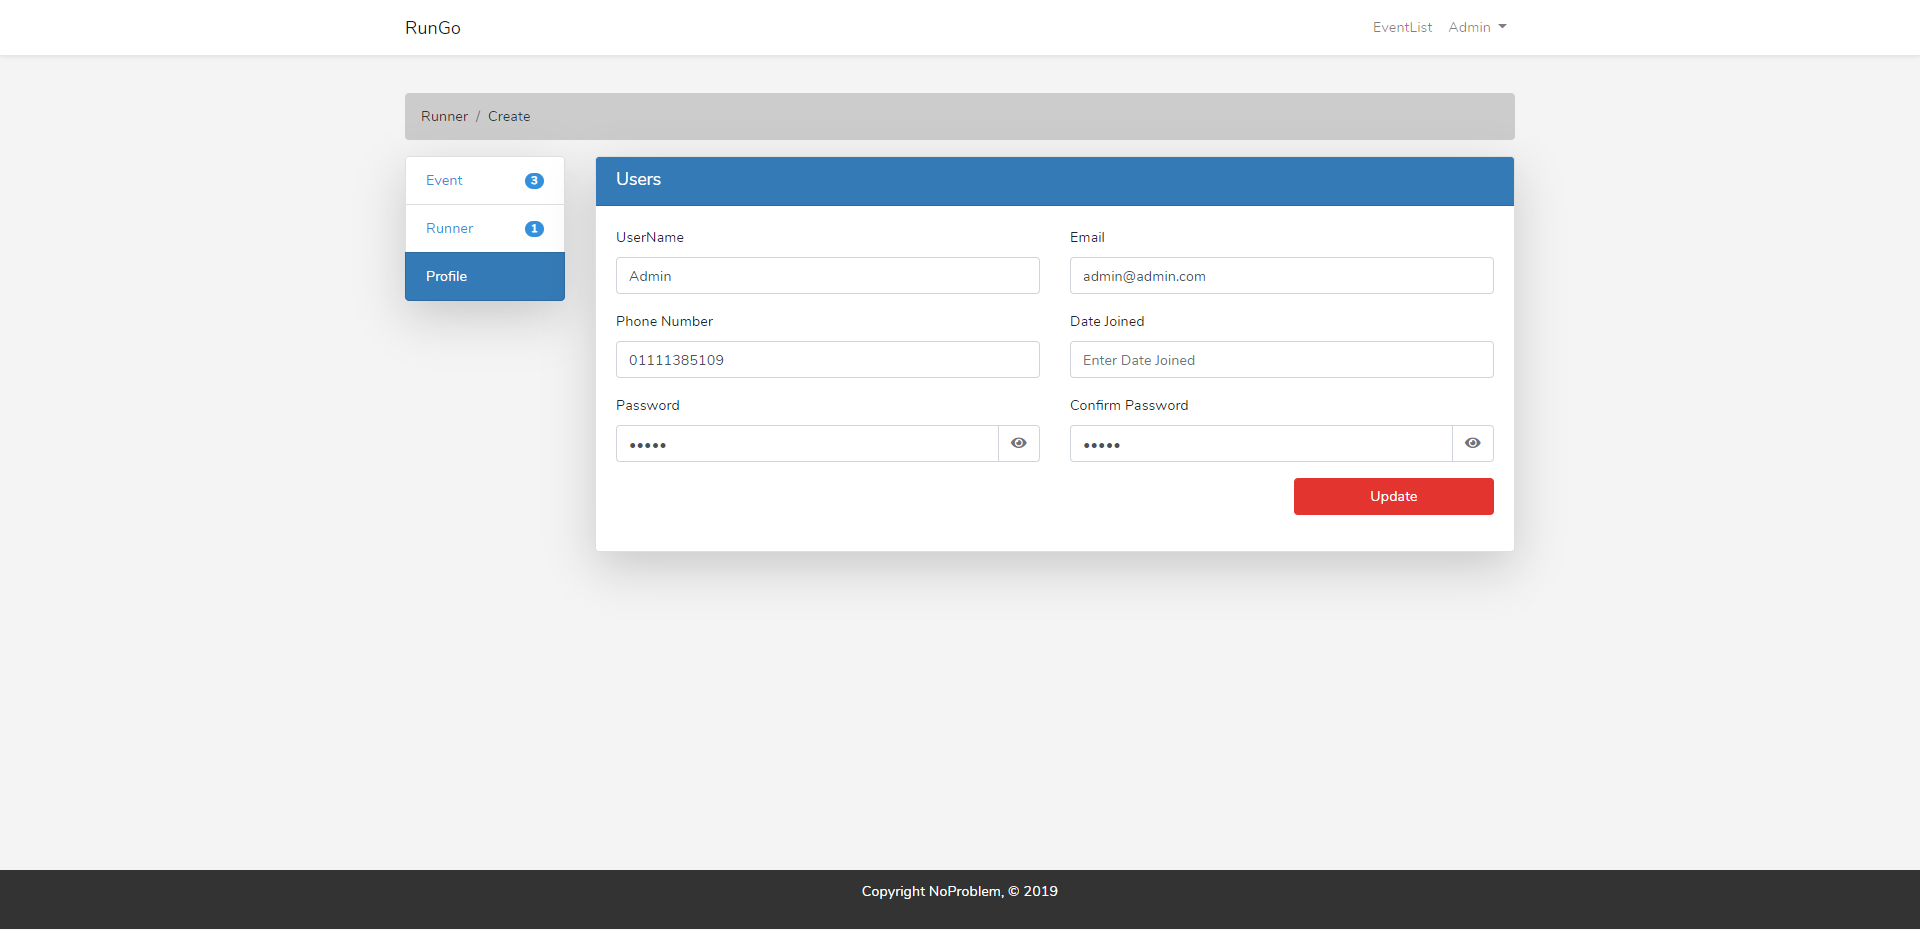 RunGo
EventList Admin
Runner / Create
Event 3
Runner 1
Profile
Users
UserName
Email
Admin
admin@admin.com
Phone Number
Date Joined
01111385109
Enter Date Joined
Password
Confirm Password
•••••
•••••
Update
Copyright NoProblem, © 2019